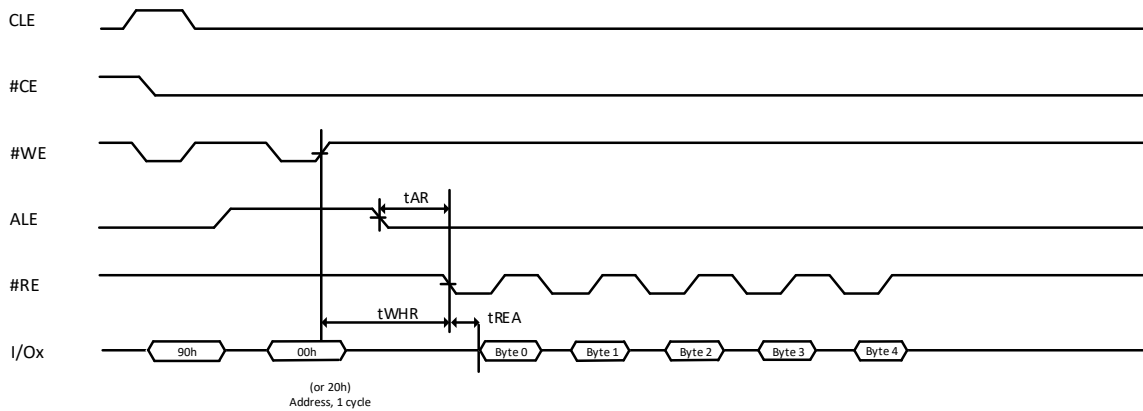 CLE
#CE
#WE
ALE
tAR
#RE
tWHR
tREA
I/Ox
90h
00h
Byte 0
Byte 1
Byte 2
Byte 3
Byte 4
(or 20h)
Address, 1 cycle